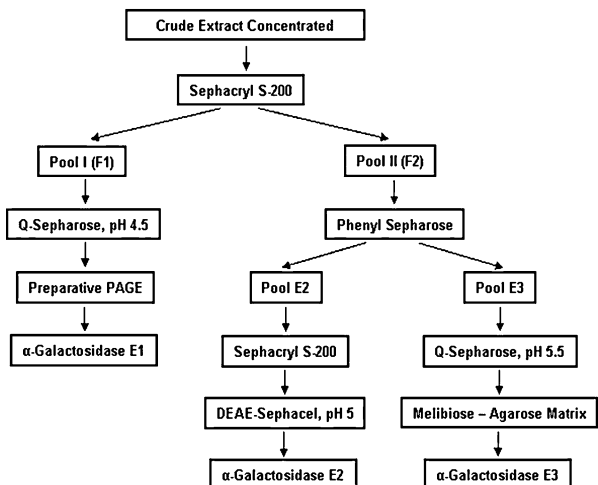 Crude Extract Concentrated
Sephacryl S-200
Pool I (F1)
Pool II (F2)
Q-Sepharose, pH 4.5
Phenyl Sepharose
Preparative PAGE
Pool E2
Pool E3
α-Galactosidase E1
Sephacryl S-200
Q-Sepharose, pH 5.5
DEAE-Sephacel, pH 5
Melibiose – Agarose Matrix
α-Galactosidase E2
α-Galactosidase E3